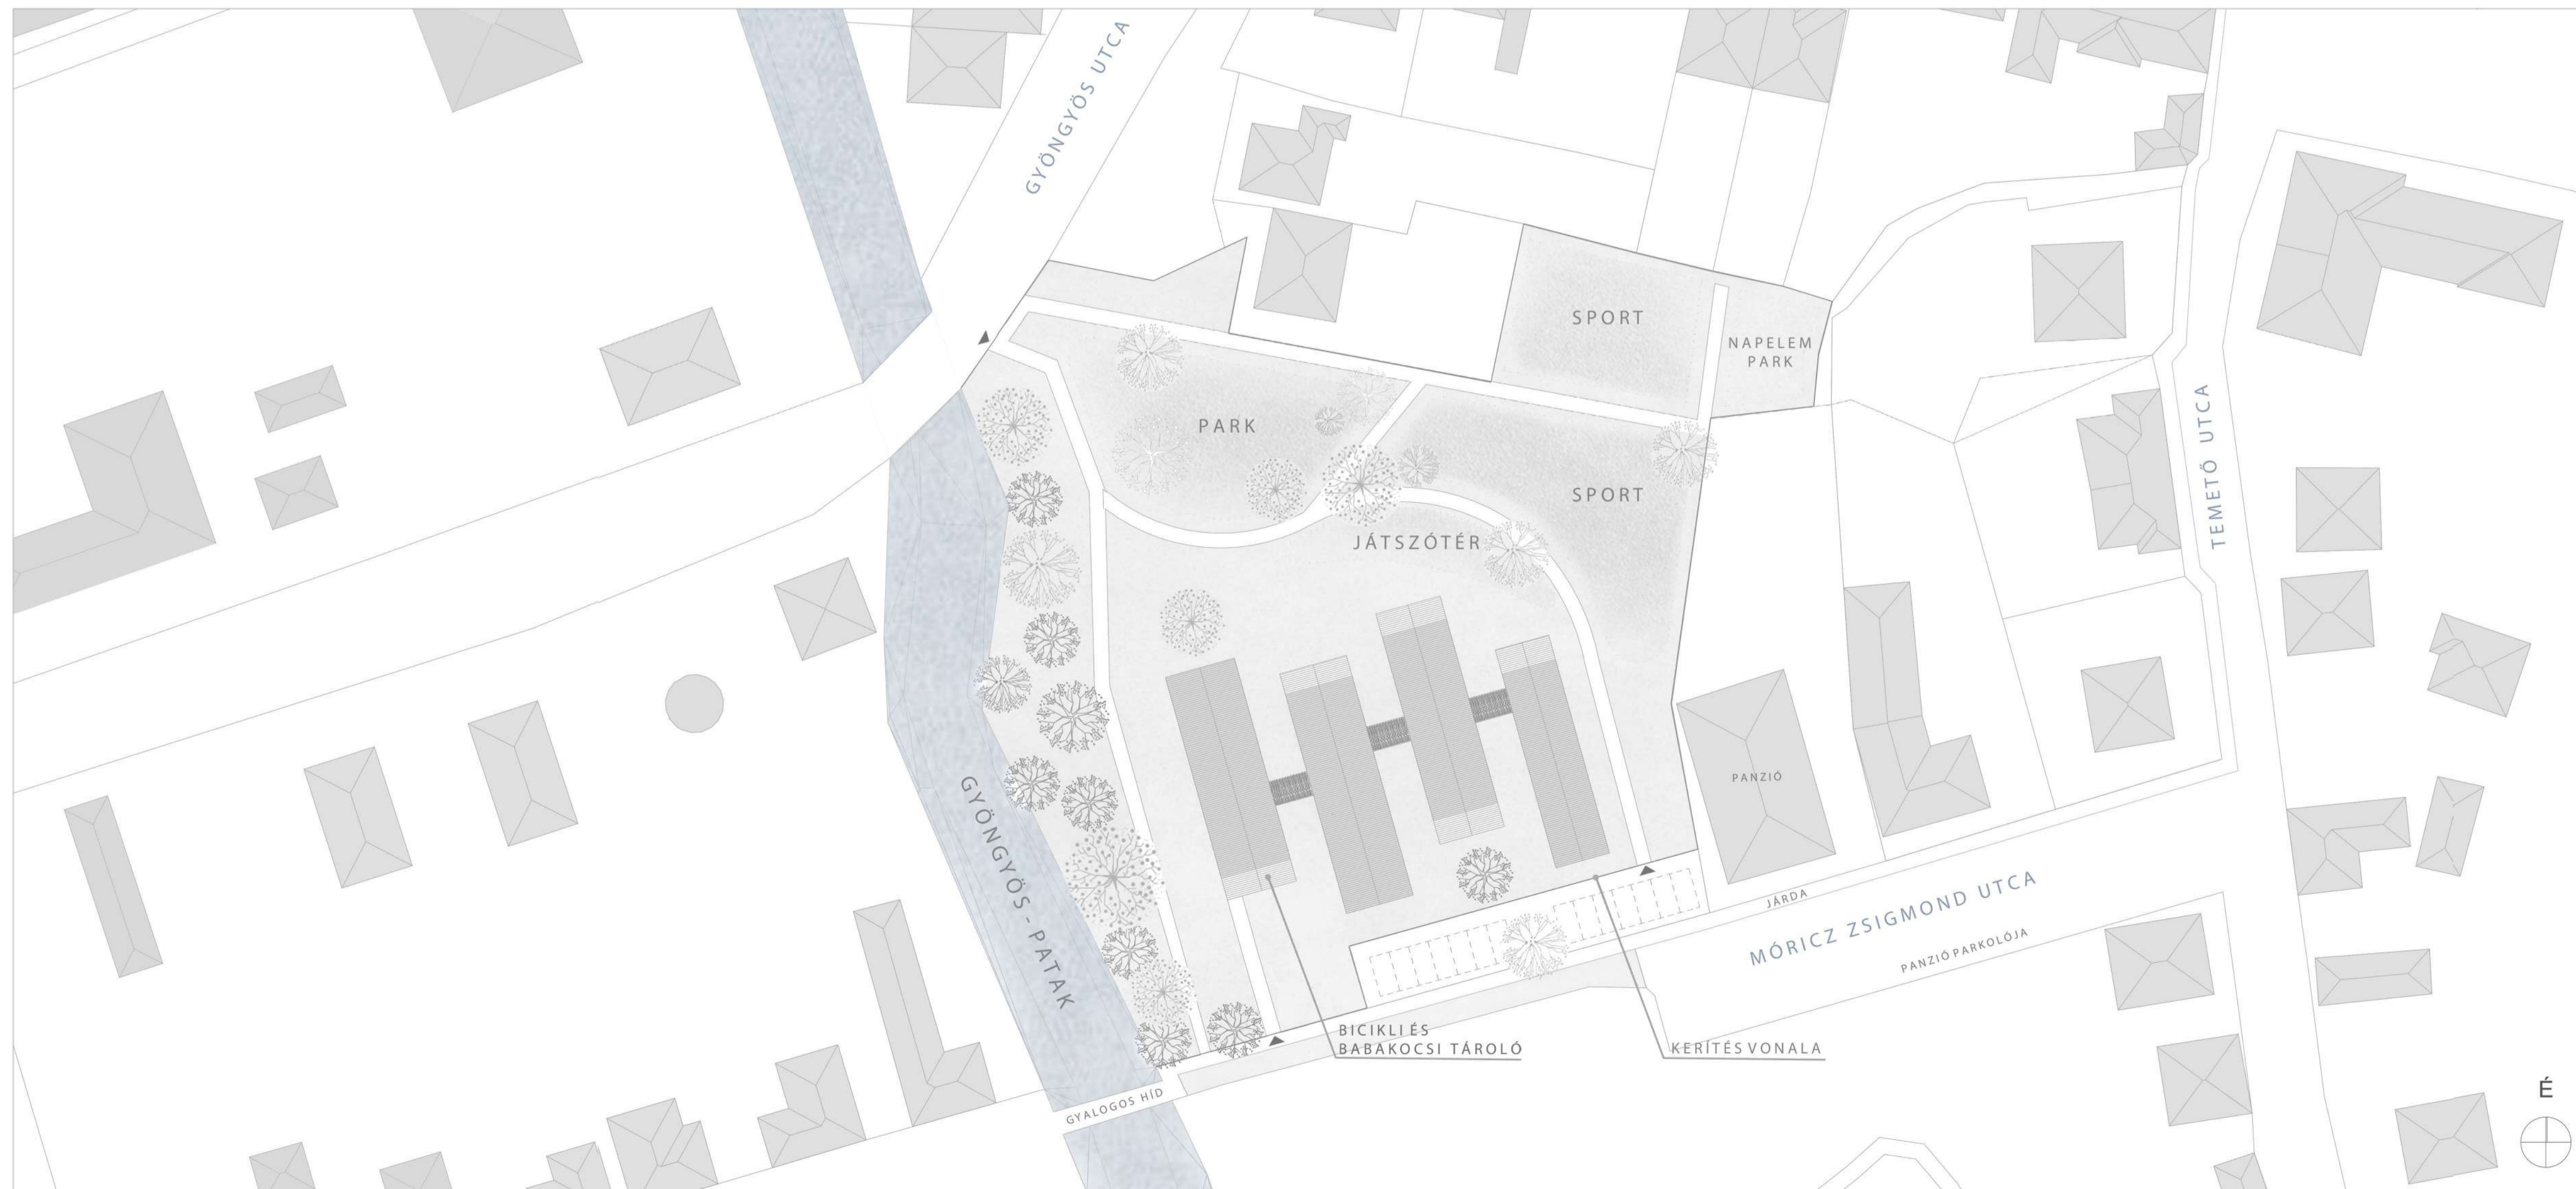 GYÖNGYÖS UTCA
SPORT
NAPELEM
PARK
PARK
SPORT
JÁTSZÓTÉR
TEMETŐ UTCA
PANZIÓ
GYÖNGYÖS - PATAK
JÁRDA
MÓRICZ ZSIGMOND UTCA
PANZIÓ PARKOLÓJA
BICIKLI ÉS
BABAKOCSI TÁROLÓ
KERÍTÉS VONALA
GYALOGOS HÍD
É